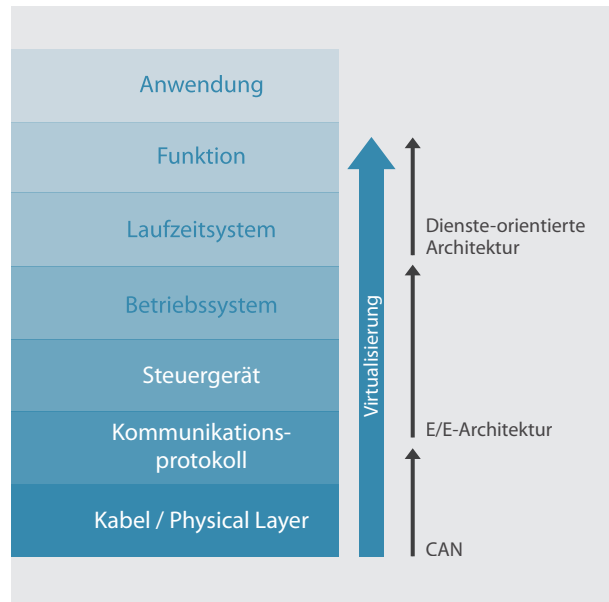 Anwendung
Funktion
Laufzeitsystem
Betriebssystem
Steuergerät
Kommunikations-
protokoll
Kabel / Physical Layer
Virtualisierung
Dienste-orientierte
Architektur
E/E-Architektur
CAN